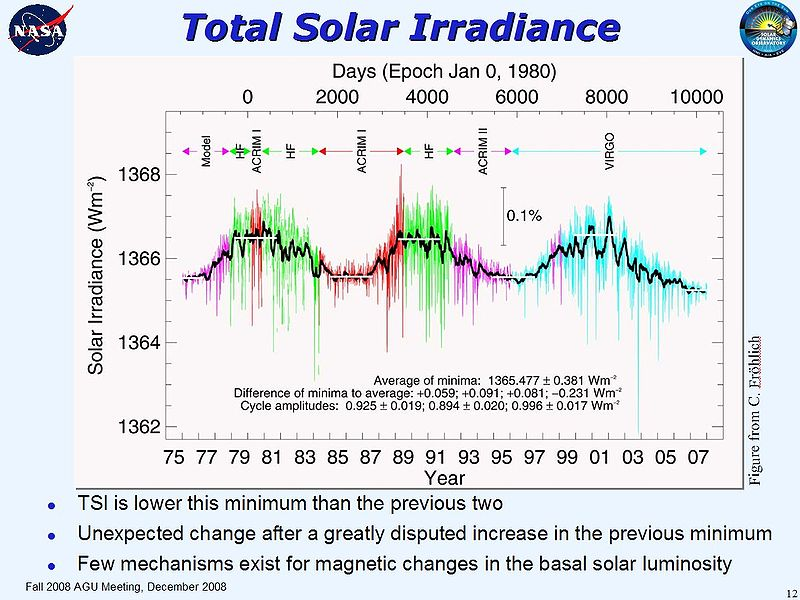 NASA
SOLAR DYNAMICS OBSERVATORY
Total Solar Irradiance
Days (Epoch Jan 0, 1980)
0 2000 4000 6000 8000 10000
Model HF ACRIM I HF ACRIM I HF ACRIM II VIRGO
1368
0.1%
1366
Solar Irradiance (Wm⁻²)
1364
Average of minima: 1365.477 ± 0.381 Wm⁻²
Difference of minima to average: +0.059; +0.091; +0.081; −0.231 Wm⁻²
Cycle amplitudes: 0.925 ± 0.019; 0.894 ± 0.020; 0.996 ± 0.017 Wm⁻²
1362
75 77 79 81 83 85 87 89 91 93 95 97 99 01 03 05 07
Year
Figure from C. Fröhlich
• TSI is lower this minimum than the previous two
• Unexpected change after a greatly disputed increase in the previous minimum
• Few mechanisms exist for magnetic changes in the basal solar luminosity
Fall 2008 AGU Meeting, December 2008
12